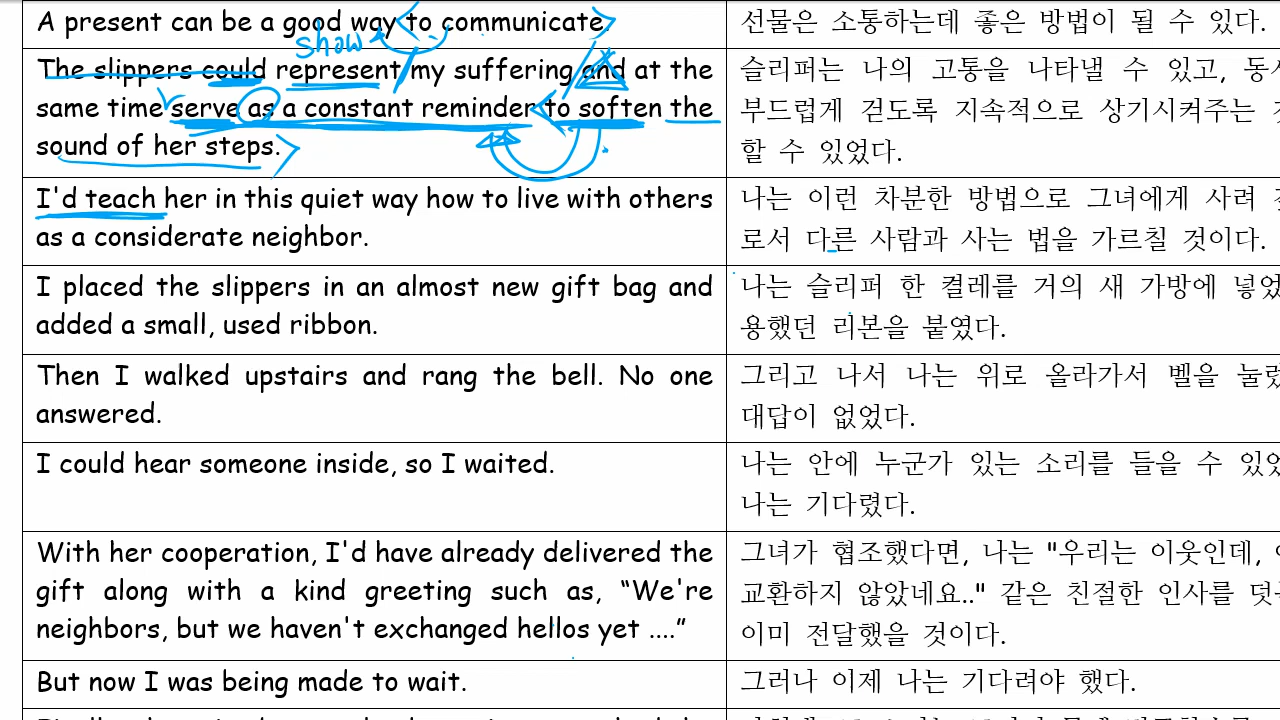 A present can be a good way to communicate.
선물은 소통하는데 좋은 방법이 될 수 있다.
show
The slippers could represent my suffering and at the
same time serve as a constant reminder to soften the
sound of her steps.
슬리퍼는 나의 고통을 나타낼 수 있고,
부드럽게 걷도록 지속적으로 상기시켜주는
할 수 있었다.
I'd teach her in this quiet way how to live with others
as a considerate neighbor.
나는 이런 차분한 방법으로 그녀에게 사려
로서 다른 사람과 사는 법을 가르칠 것이다.
I placed the slippers in an almost new gift bag and
added a small, used ribbon.
나는 슬리퍼 한 켤레를 거의 새 가방에
용했던 리본을 붙였다.
Then I walked upstairs and rang the bell. No one
answered.
그리고 나서 나는 위로 올라가서 벨을
대답이 없었다.
I could hear someone inside, so I waited.
나는 안에 누군가 있는 소리를 들을 수
나는 기다렸다.
With her cooperation, I'd have already delivered the
gift along with a kind greeting such as, “We're
neighbors, but we haven't exchanged hellos yet ....”
그녀가 협조했다면, 나는 "우리는 이웃인데,
교환하지 않았네요.." 같은 친절한 인사를
이미 전달했을 것이다.
But now I was being made to wait.
그러나 이제 나는 기다려야 했다.